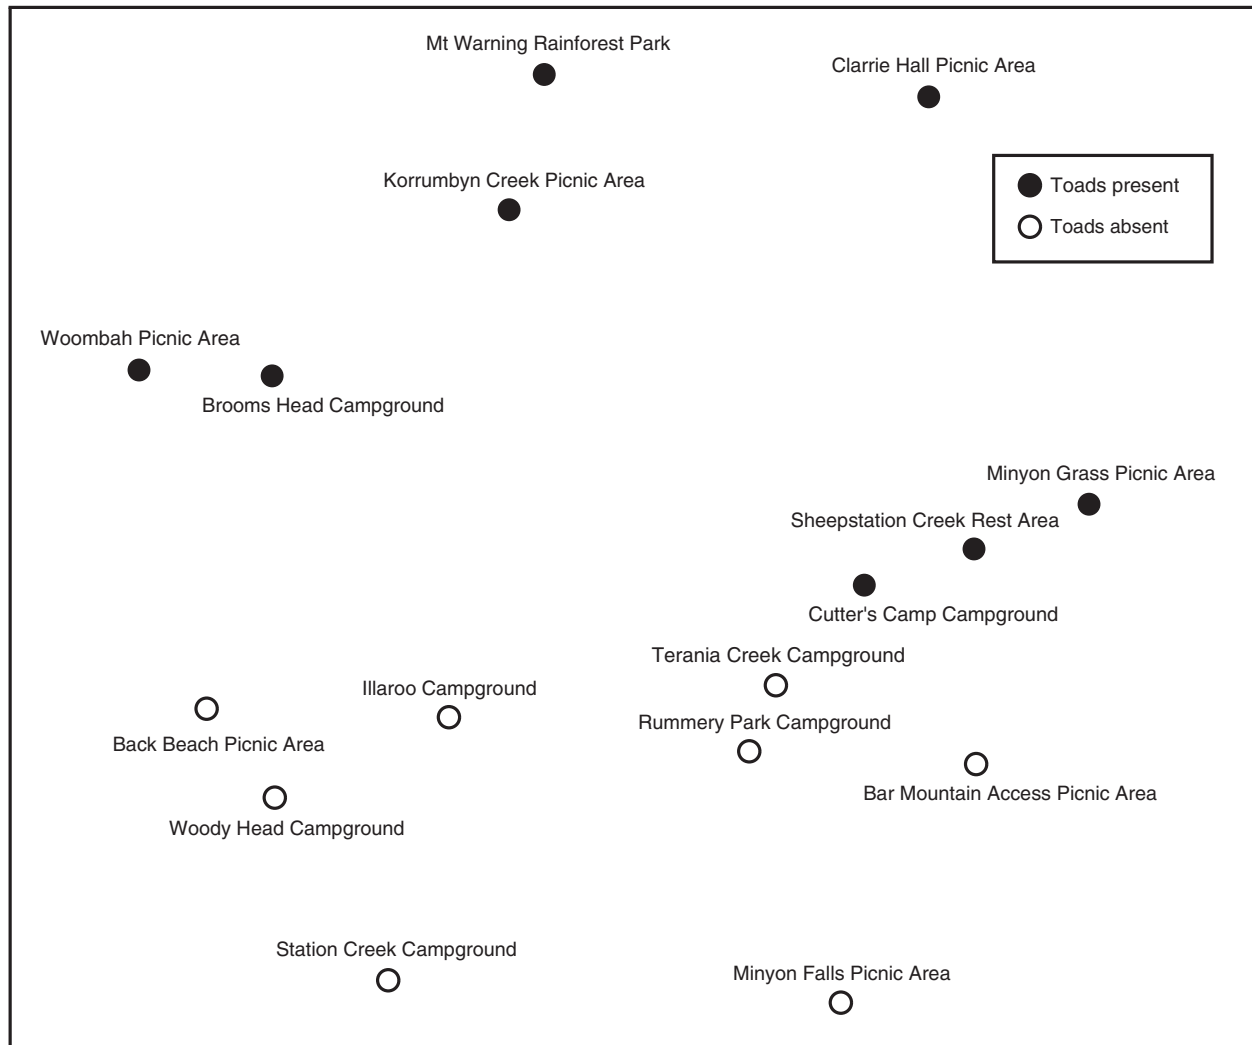 Mt Warning Rainforest Park
Clarrie Hall Picnic Area
Korrumbyn Creek Picnic Area
Toads present
Toads absent
Woombah Picnic Area
Brooms Head Campground
Minyon Grass Picnic Area
Sheepstation Creek Rest Area
Cutter's Camp Campground
Terania Creek Campground
Illaroo Campground
Rummery Park Campground
Back Beach Picnic Area
Bar Mountain Access Picnic Area
Woody Head Campground
Station Creek Campground
Minyon Falls Picnic Area